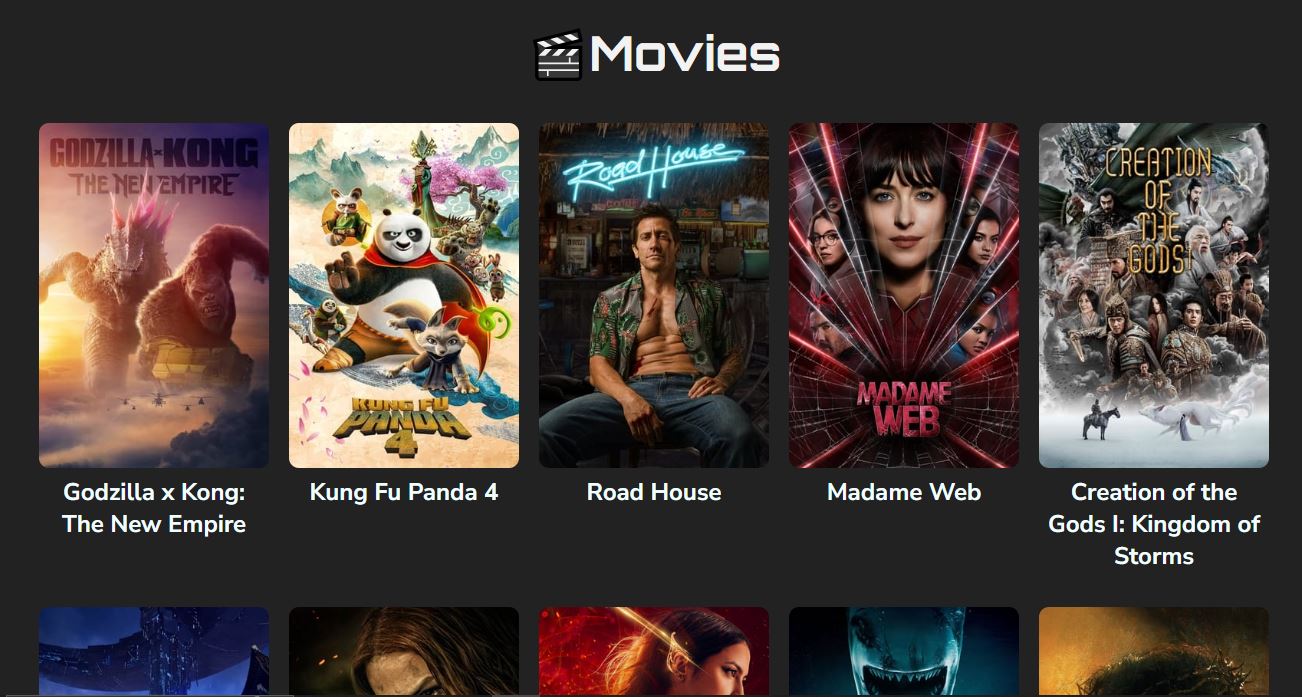 Movies
GODZILLA x KONG
THE NEW EMPIRE
KUNG FU
PANDA
4
Road House
MADAME
WEB
CREATION
OF
THE
GODS I
Godzilla x Kong:
The New Empire
Kung Fu Panda 4
Road House
Madame Web
Creation of the
Gods I: Kingdom of
Storms